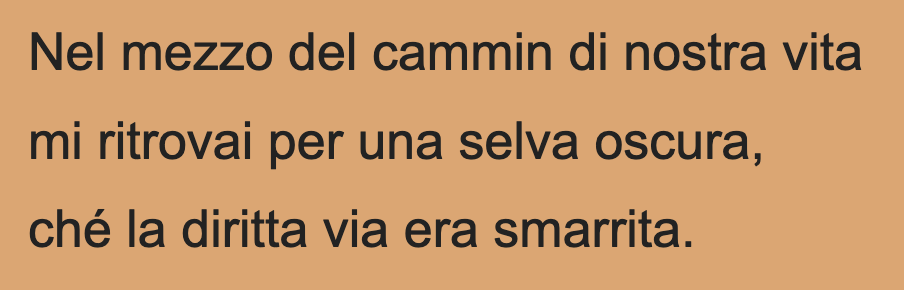 Nel mezzo del cammin di nostra vita
mi ritrovai per una selva oscura,
ché la diritta via era smarrita.